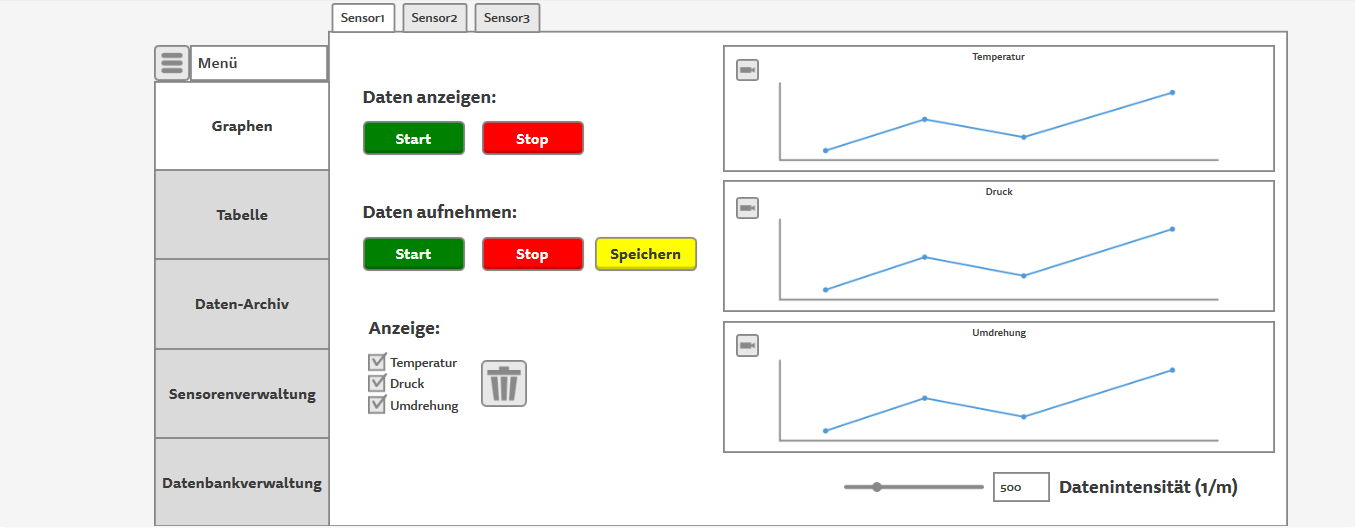 Sensor1 Sensor2 Sensor3
Menü
Graphen
Tabelle
Daten-Archiv
Sensorenverwaltung
Datenbankverwaltung
Daten anzeigen:
Start Stop
Daten aufnehmen:
Start Stop Speichern
Anzeige:
Temperatur
Druck
Umdrehung
Temperatur
Druck
Umdrehung
500 Datenintensität (1/m)